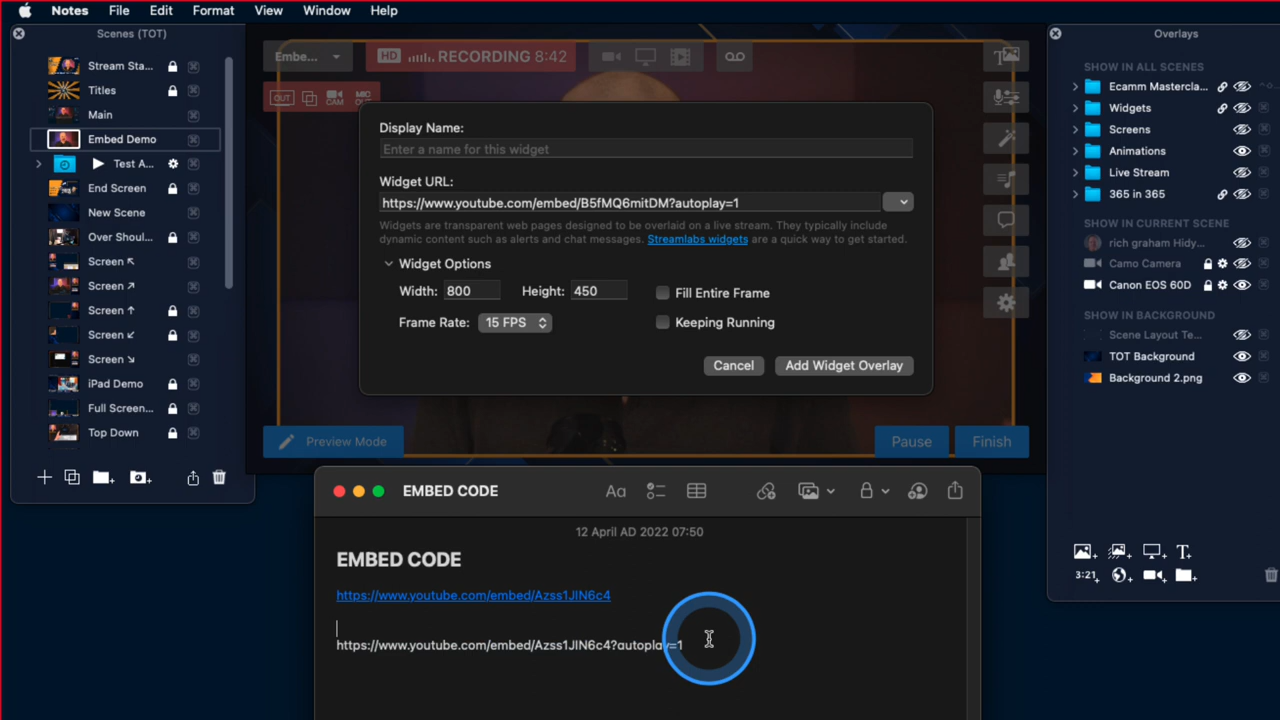 Notes File Edit Format View Window Help
Scenes (TOT)
Stream Sta...
Titles
Main
Embed Demo
Test A...
End Screen
New Scene
Over Shoul...
Screen ↖
Screen ↗
Screen ↑
Screen ↙
Screen ↘
iPad Demo
Full Screen...
Top Down
Embe...
HD RECORDING 8:42
OUT CAM MIC
Display Name:
Enter a name for this widget
Widget URL:
https://www.youtube.com/embed/B5fMQ6mitDM?autoplay=1
Widgets are transparent web pages designed to be overlaid on a live stream. They typically include
dynamic content such as alerts and chat messages. Streamlabs widgets are a quick way to get started.
Widget Options
Width: 800 Height: 450 Fill Entire Frame
Frame Rate: 15 FPS Keeping Running
Cancel Add Widget Overlay
Preview Mode Pause Finish
EMBED CODE
Aa
12 April AD 2022 07:50
EMBED CODE
https://www.youtube.com/embed/Azss1JIN6c4
https://www.youtube.com/embed/Azss1JIN6c4?autoplay=1
Overlays
SHOW IN ALL SCENES
Ecamm Mastercla...
Widgets
Screens
Animations
Live Stream
365 in 365
SHOW IN CURRENT SCENE
rich graham Hidy...
Camo Camera
Canon EOS 60D
SHOW IN BACKGROUND
Scene Layout Te...
TOT Background
Background 2.png
T+
3:21+